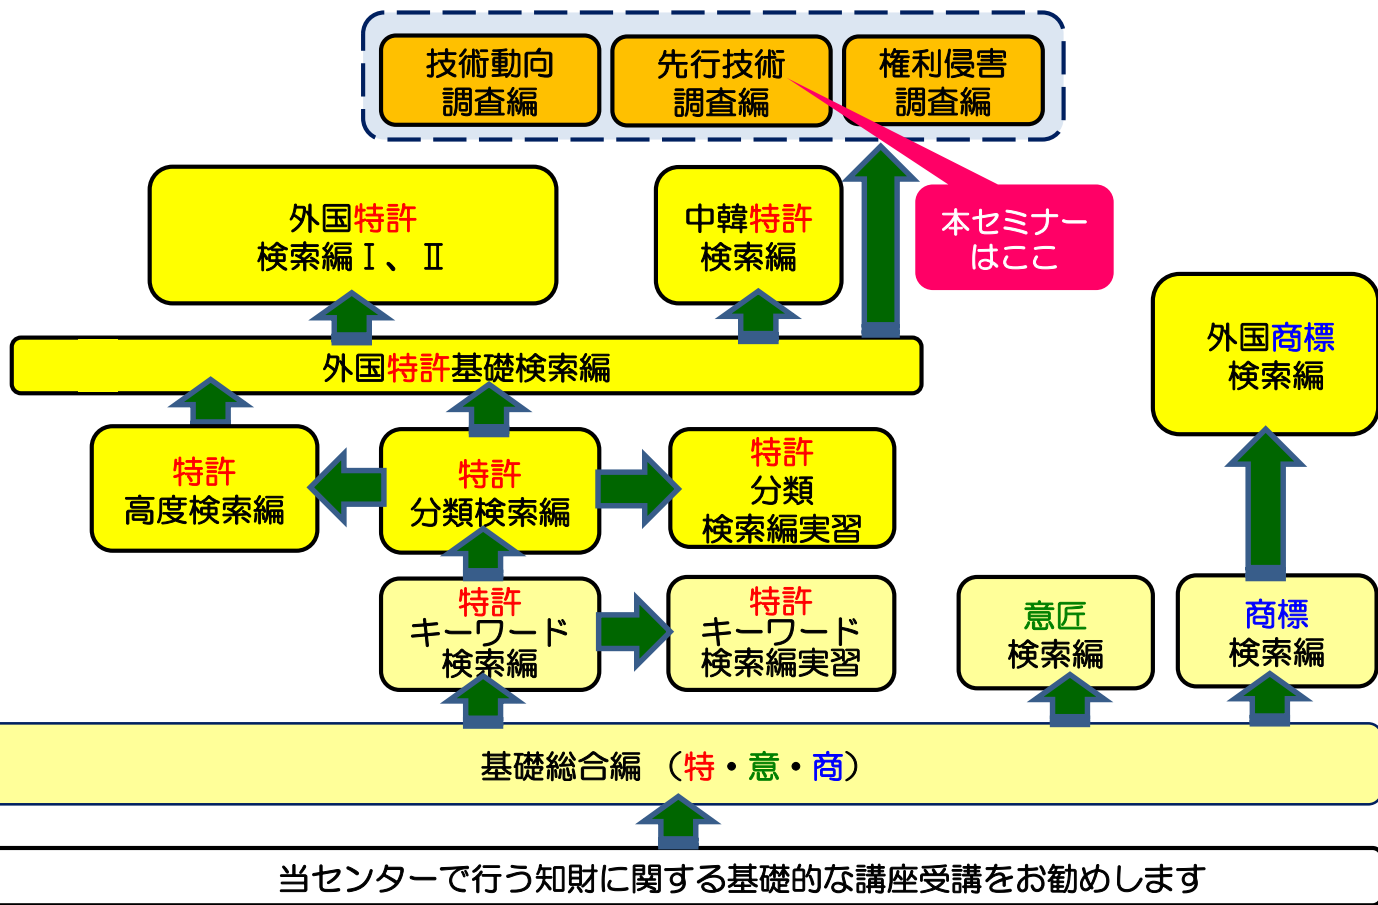 技術動向
調査編
先行技術
調査編
権利侵害
調査編
外国特許
検索編Ⅰ、Ⅱ
中韓特許
検索編
本セミナー
はここ
外国商標
検索編
外国特許基礎検索編
特許
高度検索編
特許
分類検索編
特許
分類
検索編実習
特許
キーワード
検索編
特許
キーワード
検索編実習
意匠
検索編
商標
検索編
基礎総合編 （特・意・商）
当センターで行う知財に関する基礎的な講座受講をお勧めします